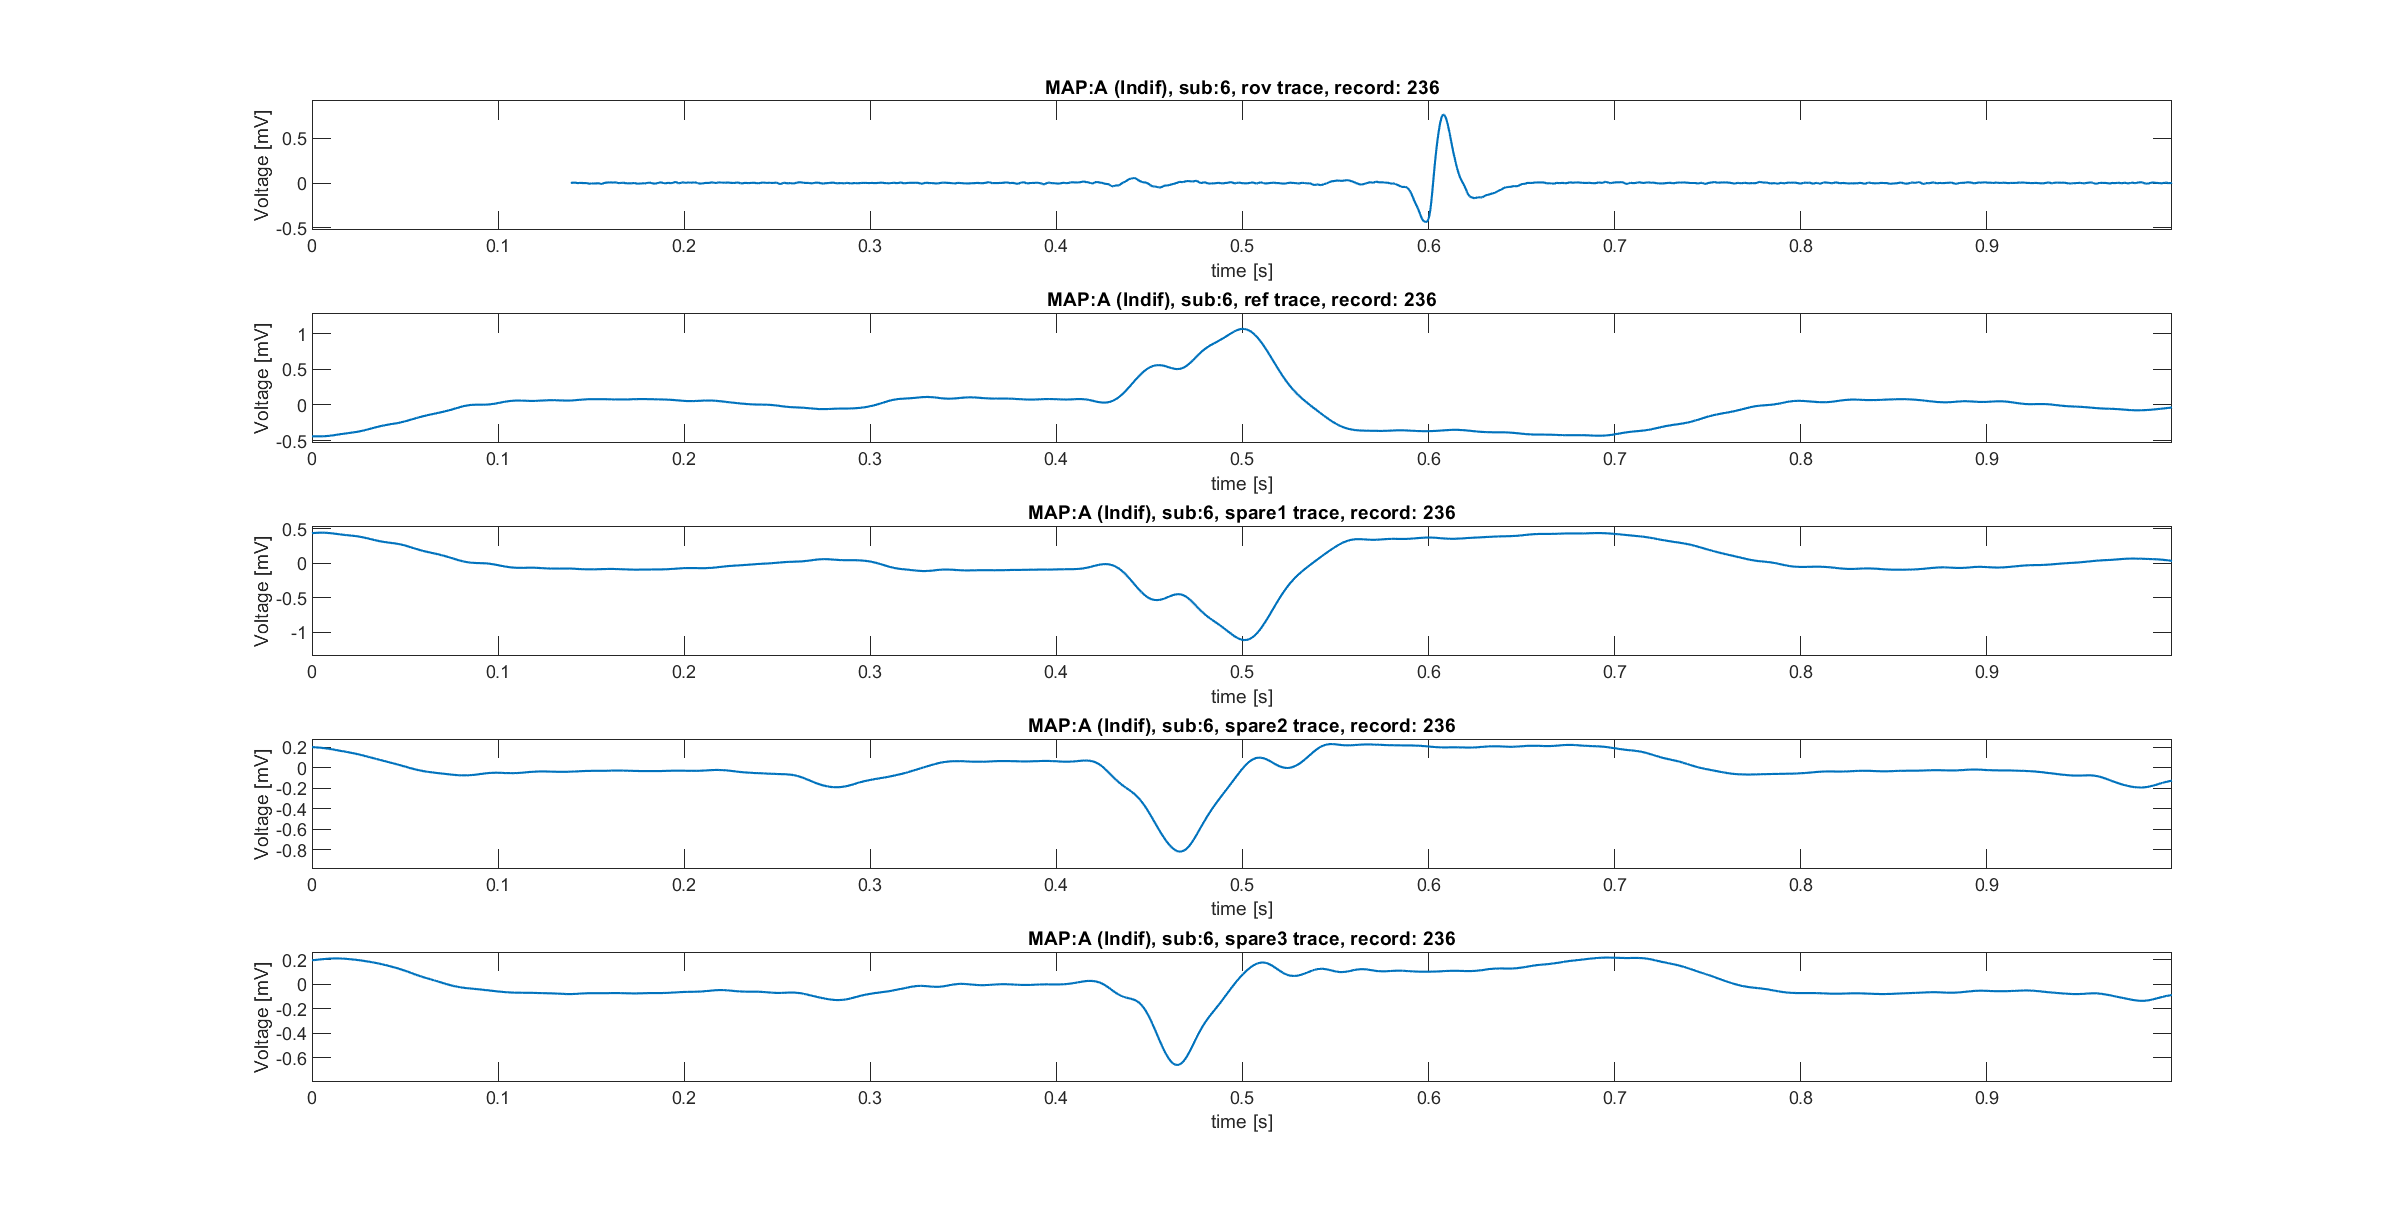 MAP:A (Indif), sub:6, rov trace, record: 236
Voltage [mV]
0.5
0
-0.5
0 0.1 0.2 0.3 0.4 0.5 0.6 0.7 0.8 0.9
time [s]
MAP:A (Indif), sub:6, ref trace, record: 236
Voltage [mV]
1
0.5
0
-0.5
0 0.1 0.2 0.3 0.4 0.5 0.6 0.7 0.8 0.9
time [s]
MAP:A (Indif), sub:6, spare1 trace, record: 236
Voltage [mV]
0.5
0
-0.5
-1
0 0.1 0.2 0.3 0.4 0.5 0.6 0.7 0.8 0.9
time [s]
MAP:A (Indif), sub:6, spare2 trace, record: 236
Voltage [mV]
0.2
0
-0.2
-0.4
-0.6
-0.8
0 0.1 0.2 0.3 0.4 0.5 0.6 0.7 0.8 0.9
time [s]
MAP:A (Indif), sub:6, spare3 trace, record: 236
Voltage [mV]
0.2
0
-0.2
-0.4
-0.6
0 0.1 0.2 0.3 0.4 0.5 0.6 0.7 0.8 0.9
time [s]